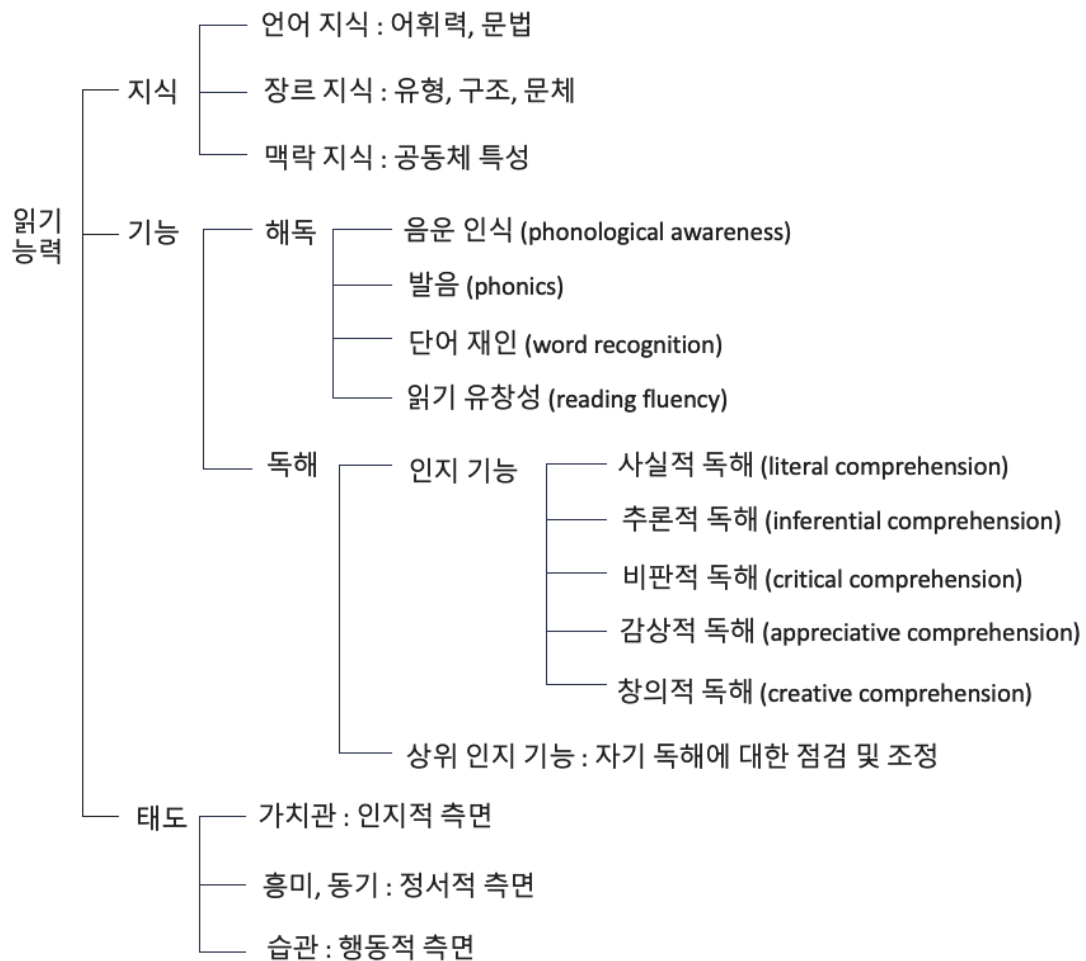 언어 지식 : 어휘력, 문법
지식
장르 지식 : 유형, 구조, 문체
맥락 지식 : 공동체 특성
읽기
능력
기능
해독
음운 인식 (phonological awareness)
발음 (phonics)
단어 재인 (word recognition)
읽기 유창성 (reading fluency)
독해
인지 기능
사실적 독해 (literal comprehension)
추론적 독해 (inferential comprehension)
비판적 독해 (critical comprehension)
감상적 독해 (appreciative comprehension)
창의적 독해 (creative comprehension)
상위 인지 기능 : 자기 독해에 대한 점검 및 조정
태도
가치관 : 인지적 측면
흥미, 동기 : 정서적 측면
습관 : 행동적 측면